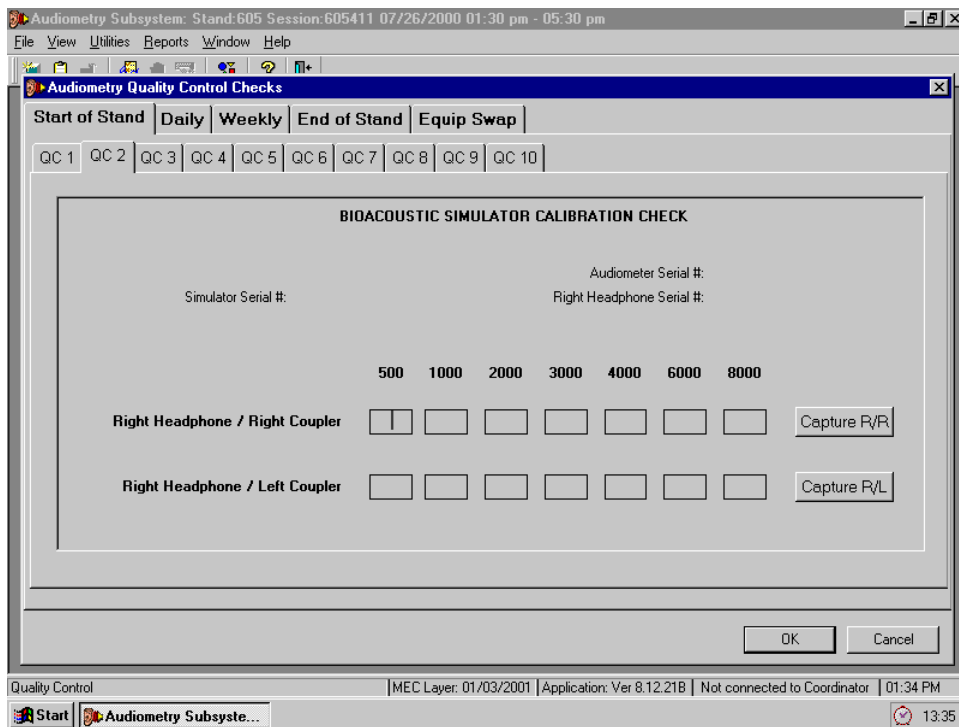 Audiometry Subsystem: Stand:605 Session:605411 07/26/2000 01:30 pm - 05:30 pm
File View Utilities Reports Window Help
Audiometry Quality Control Checks
Start of Stand Daily Weekly End of Stand Equip Swap
QC 1 QC 2 QC 3 QC 4 QC 5 QC 6 QC 7 QC 8 QC 9 QC 10
BIOACOUSTIC SIMULATOR CALIBRATION CHECK
Audiometer Serial #:
Simulator Serial #: Right Headphone Serial #:
500 1000 2000 3000 4000 6000 8000
Right Headphone / Right Coupler Capture R/R
Right Headphone / Left Coupler Capture R/L
OK Cancel
Quality Control MEC Layer: 01/03/2001 Application: Ver 8.12.21B Not connected to Coordinator 01:34 PM
Start Audiometry Subsyste... 13:35